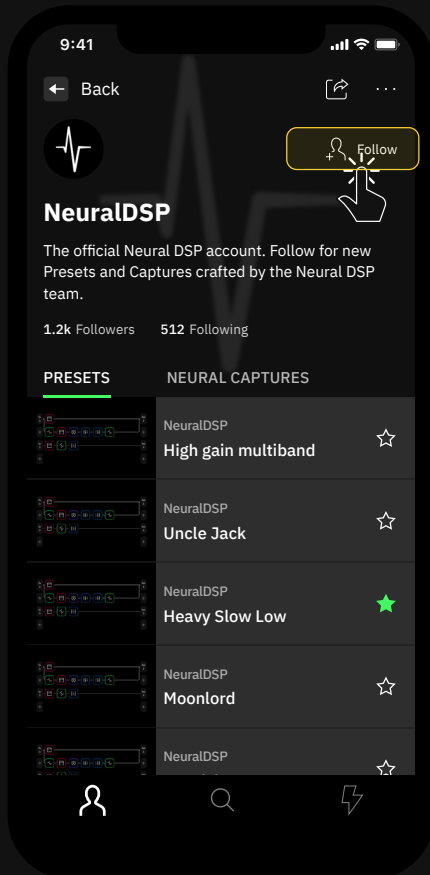 9:41
Back
Follow
NeuralDSP
The official Neural DSP account. Follow for new
Presets and Captures crafted by the Neural DSP
team.
1.2k Followers 512 Following
PRESETS NEURAL CAPTURES
NeuralDSP
High gain multiband
NeuralDSP
Uncle Jack
NeuralDSP
Heavy Slow Low
NeuralDSP
Moonlord
NeuralDSP